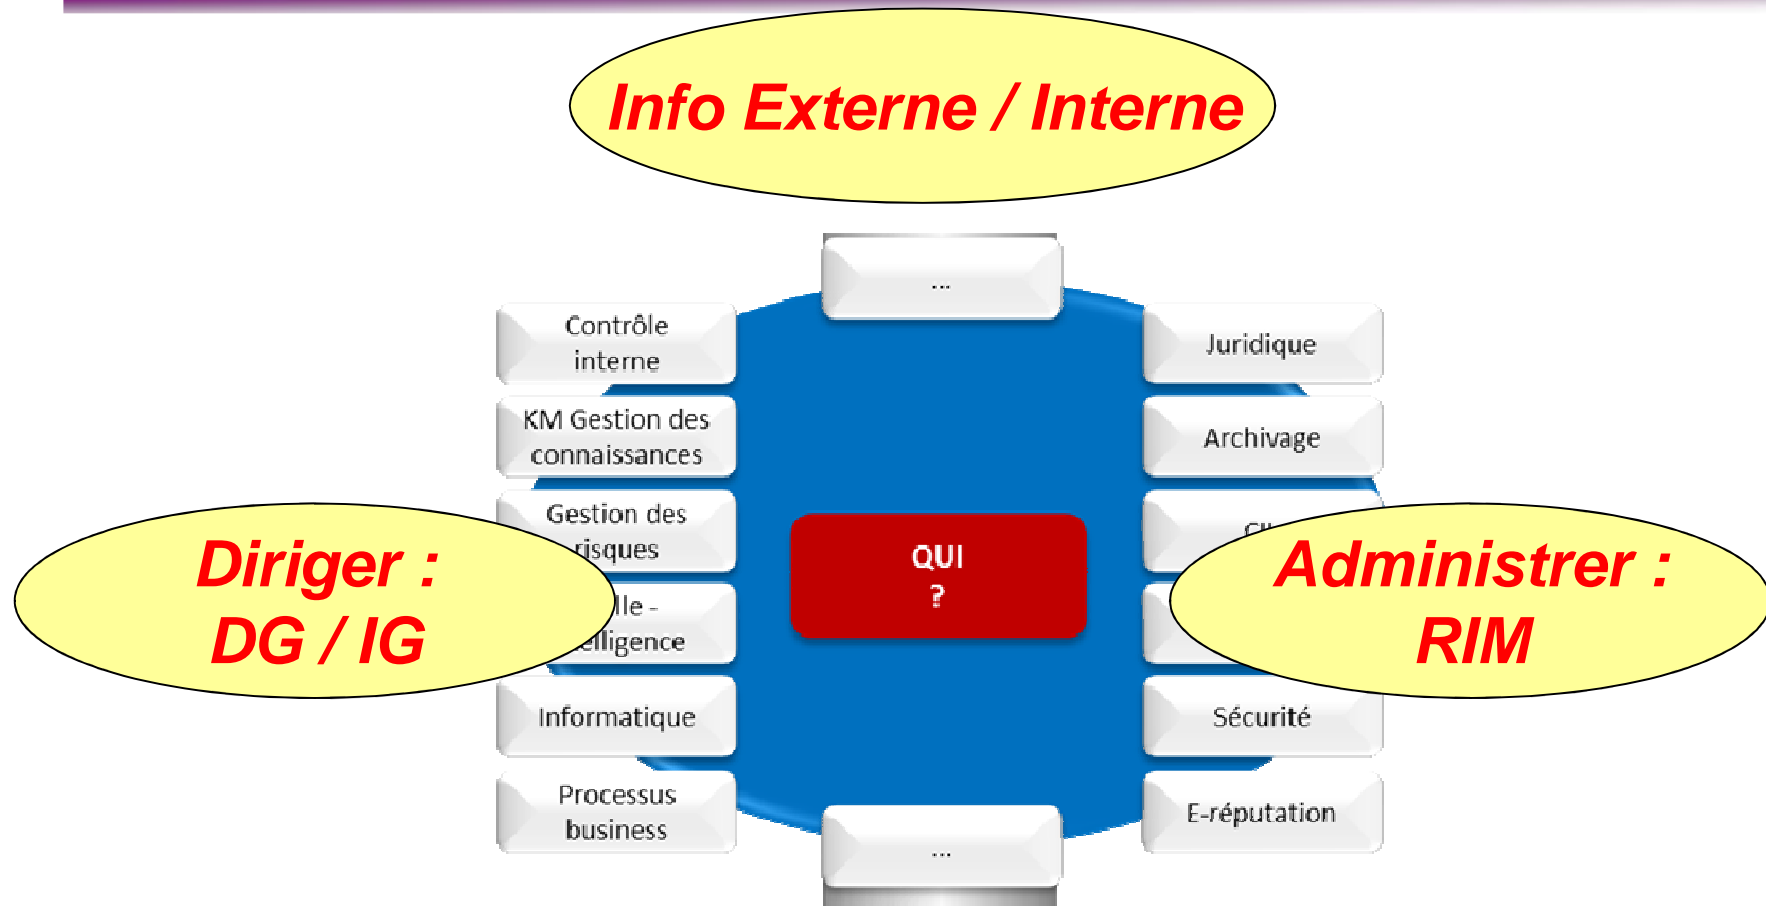 Info Externe / Interne
...
Contrôle
interne
KM Gestion des
connaissances
Gestion des
risques
Diriger :
DG / IG
Informatique
Processus
business
QUI
?
Juridique
Archivage
Administrer :
RIM
Sécurité
E-réputation
...